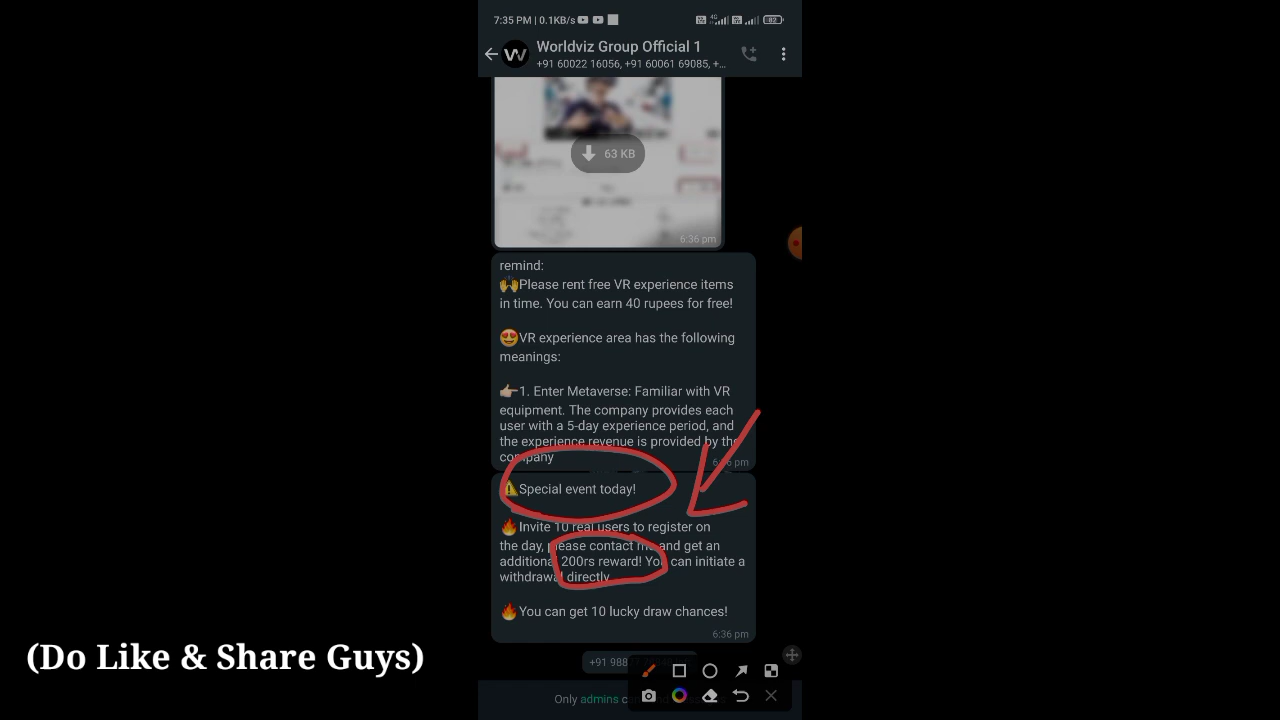 7:35 PM | 0.1KB/s
Worldviz Group Official 1
+91 60022 16056, +91 60061 69085, +...
63 KB
6:36 pm
remind:
🙌Please rent free VR experience items
in time. You can earn 40 rupees for free!
😍VR experience area has the following
meanings:
👉1. Enter Metaverse: Familiar with VR
equipment. The company provides each
user with a 5-day experience period, and
the experience revenue is provided by the
company
6:36 pm
⚠️Special event today!
🔥Invite 10 real users to register on
the day, please contact me and get an
additional 200rs reward! You can initiate a
withdrawal directly
🔥You can get 10 lucky draw chances!
6:36 pm
+91 988
Only admins
(Do Like & Share Guys)